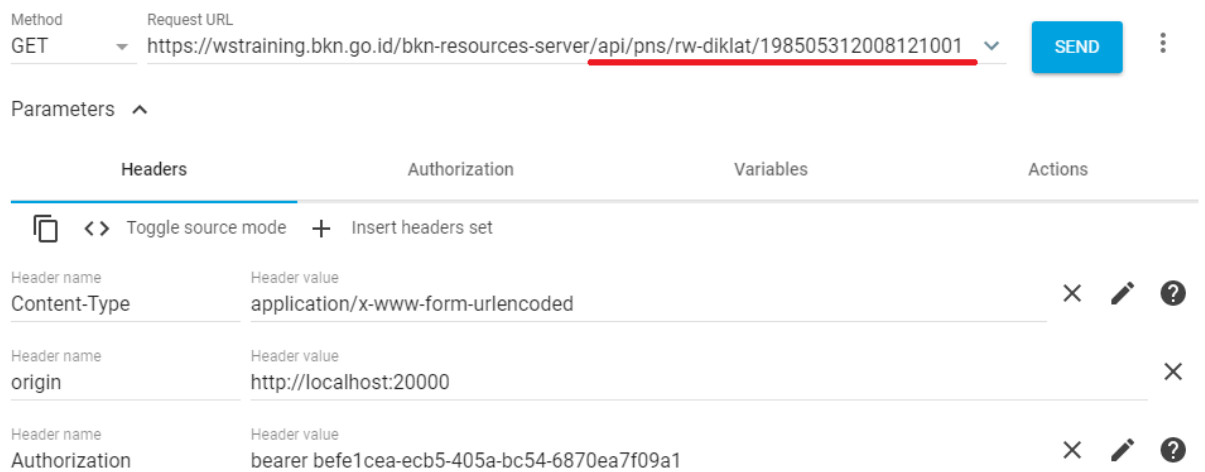 Method Request URL
GET https://wstraining.bkn.go.id/bkn-resources-server/api/pns/rw-diklat/198505312008121001 SEND
Parameters
Headers Authorization Variables Actions
Toggle source mode Insert headers set
Header name Header value
Content-Type application/x-www-form-urlencoded
Header name Header value
origin http://localhost:20000
Header name Header value
Authorization bearer befe1cea-ecb5-405a-bc54-6870ea7f09a1